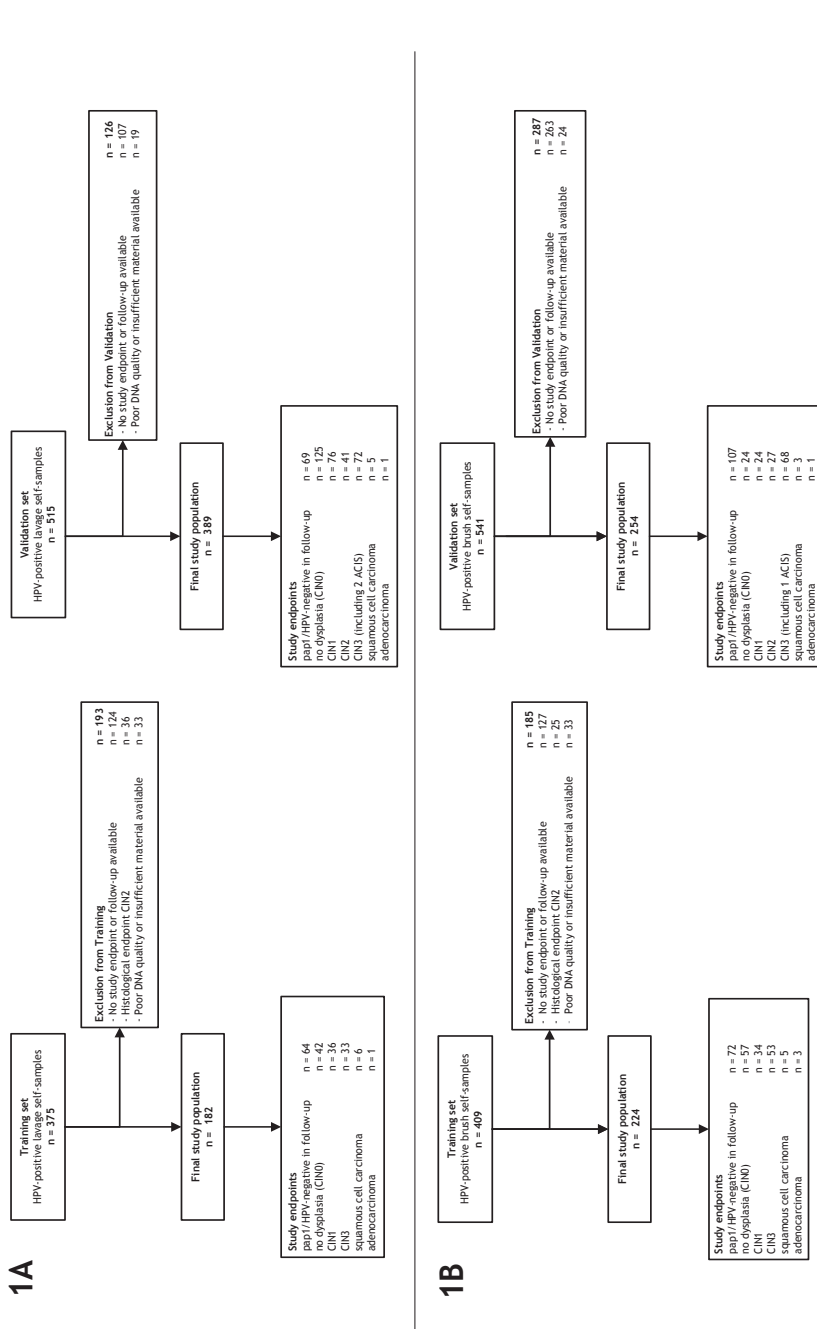 1A
Training set
HPV-positive lavage self-samples
n = 375
Exclusion from Training n = 193
- No study endpoint or follow-up available n = 124
- Histological endpoint CIN2 n = 36
- Poor DNA quality or insufficient material available n = 33
Final study population
n = 182
Study endpoints
pap1/HPV-negative in follow-up n = 64
no dysplasia (CIN0) n = 42
CIN1 n = 36
CIN3 n = 33
squamous cell carcinoma n = 6
adenocarcinoma n = 1
Validation set
HPV-positive lavage self-samples
n = 515
Exclusion from Validation n = 126
- No study endpoint or follow-up available n = 107
- Poor DNA quality or insufficient material available n = 19
Final study population
n = 389
Study endpoints
pap1/HPV-negative in follow-up n = 69
no dysplasia (CIN0) n = 125
CIN1 n = 76
CIN2 n = 41
CIN3 (including 2 ACIS) n = 72
squamous cell carcinoma n = 5
adenocarcinoma n = 1
1B
Training set
HPV-positive brush self-samples
n = 409
Exclusion from Training n = 185
- No study endpoint or follow-up available n = 127
- Histological endpoint CIN2 n = 25
- Poor DNA quality or insufficient material available n = 33
Final study population
n = 224
Study endpoints
pap1/HPV-negative in follow-up n = 72
no dysplasia (CIN0) n = 57
CIN1 n = 34
CIN3 n = 53
squamous cell carcinoma n = 5
adenocarcinoma n = 3
Validation set
HPV-positive brush self-samples
n = 541
Exclusion from Validation n = 287
- No study endpoint or follow-up available n = 263
- Poor DNA quality or insufficient material available n = 24
Final study population
n = 254
Study endpoints
pap1/HPV-negative in follow-up n = 107
no dysplasia (CIN0) n = 24
CIN1 n = 24
CIN2 n = 27
CIN3 (including 1 ACIS) n = 68
squamous cell carcinoma n = 3
adenocarcinoma n = 1